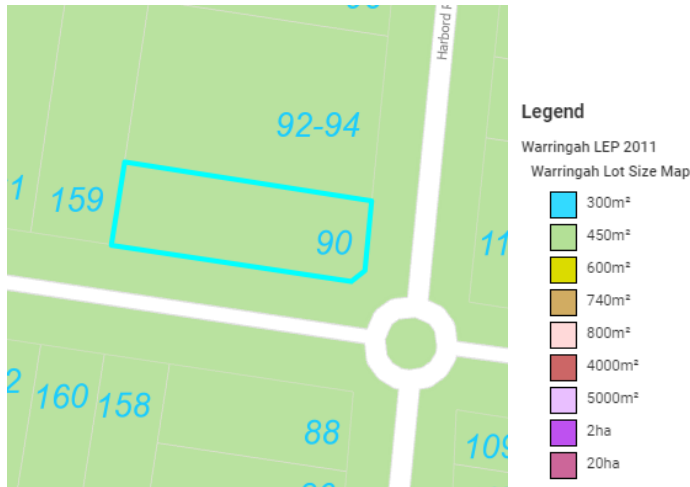 Harbord
92-94
1
159
90
11
2
160
158
88
109
Legend
Warringah LEP 2011
Warringah Lot Size Map
300m²
450m²
600m²
740m²
800m²
4000m²
5000m²
2ha
20ha